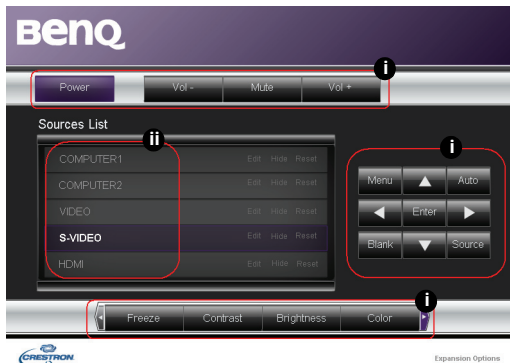 BenQ
i
Power Vol - Mute Vol +
Sources List
ii
i
COMPUTER1 Edit Hide Reset
COMPUTER2 Edit Hide Reset
VIDEO Edit Hide Reset
S-VIDEO Edit Hide Reset
HDMI Edit Hide Reset
Menu Auto
Enter
Blank Source
i
Freeze Contrast Brightness Color
CRESTRON
Expansion Options